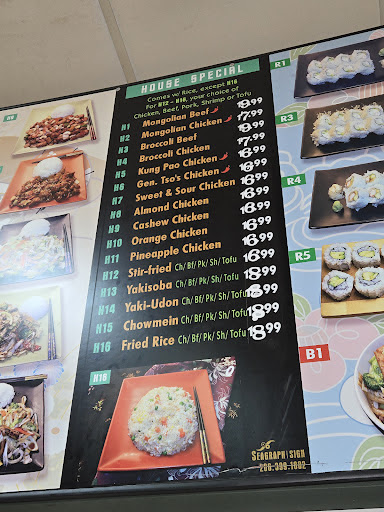 HOUSE SPECIAL
Comes w/ Rice, except H16
For H12 - H16, your choice of
Chicken, Beef, Pork, Shrimp or Tofu
H1 Mongolian Beef 18.99
H2 Mongolian Chicken 17.99
H3 Broccoli Beef 18.99
H4 Broccoli Chicken 17.99
H5 Kung Pao Chicken 16.99
H6 Gen. Tso's Chicken 16.99
H7 Sweet & Sour Chicken 16.99
H8 Almond Chicken 16.99
H9 Cashew Chicken 16.99
H10 Orange Chicken 16.99
H11 Pineapple Chicken 16.99
H12 Stir-fried Ch/Bf/Pk/Sh/Tofu 16.99
H13 Yakisoba Ch/Bf/Pk/Sh/Tofu 18.99
H14 Yaki-Udon Ch/Bf/Pk/Sh/Tofu 18.99
H15 Chowmein Ch/Bf/Pk/Sh/Tofu 18.99
H16 Fried Rice Ch/Bf/Pk/Sh/Tofu 18.99
H16
SEAGRAPH SIGN
206-399-1602
R1
R3
R4
R5
B1